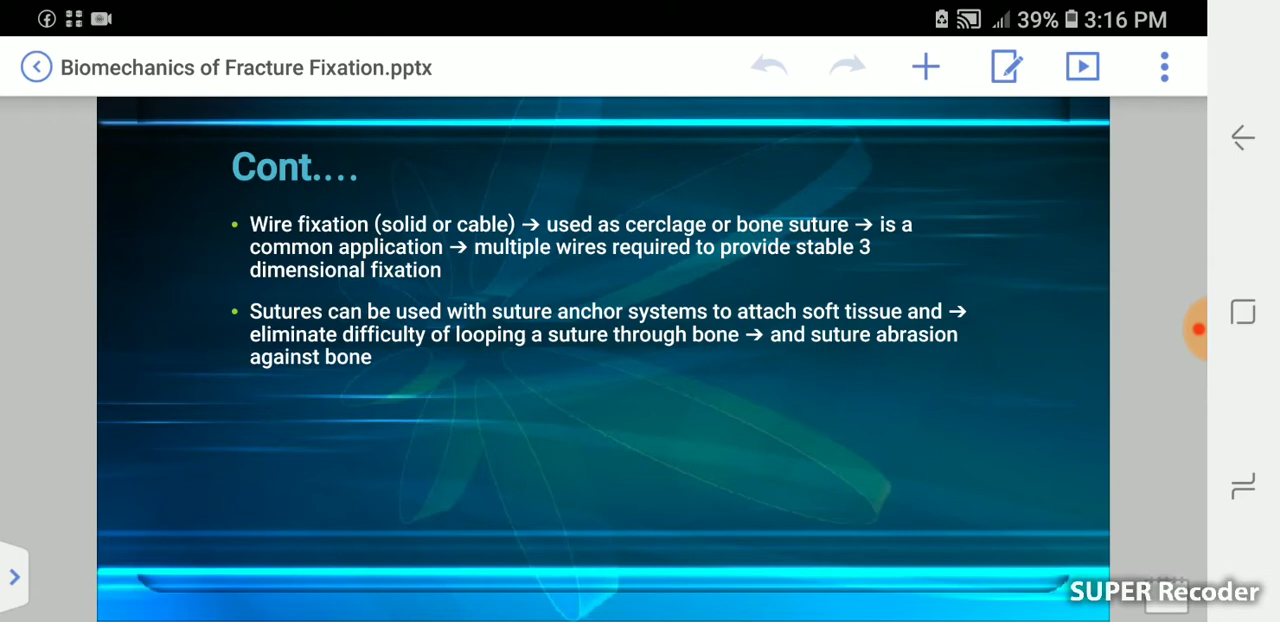 39% 3:16 PM
Biomechanics of Fracture Fixation.pptx
Cont....
• Wire fixation (solid or cable) → used as cerclage or bone suture → is a
common application → multiple wires required to provide stable 3
dimensional fixation
• Sutures can be used with suture anchor systems to attach soft tissue and →
eliminate difficulty of looping a suture through bone → and suture abrasion
against bone
SUPER Recoder